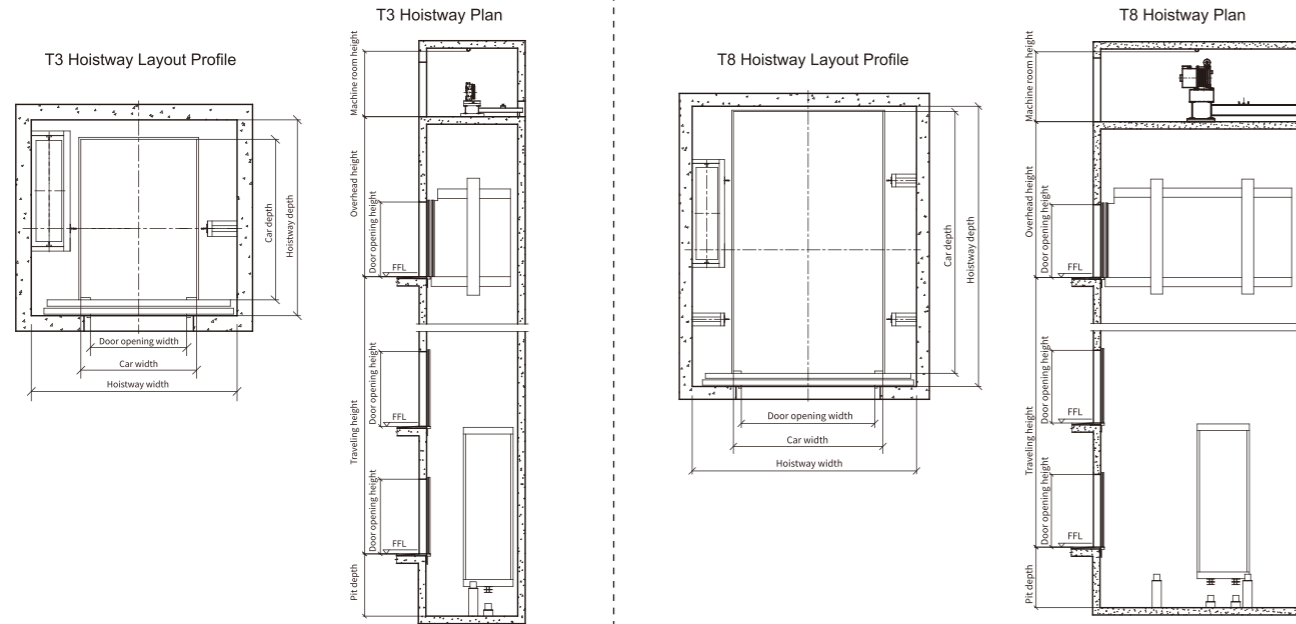 T3 Hoistway Layout Profile
Car depth
Hoistway depth
Door opening width
Car width
Hoistway width
T3 Hoistway Plan
Machine room height
Overhead height
Door opening height
FFL
Traveling height
Door opening height
FFL
Door opening height
FFL
Pit depth
T8 Hoistway Layout Profile
Car depth
Hoistway depth
Door opening width
Car width
Hoistway width
T8 Hoistway Plan
Machine room height
Overhead height
Door opening height
FFL
Traveling height
Door opening height
FFL
Door opening height
FFL
Pit depth